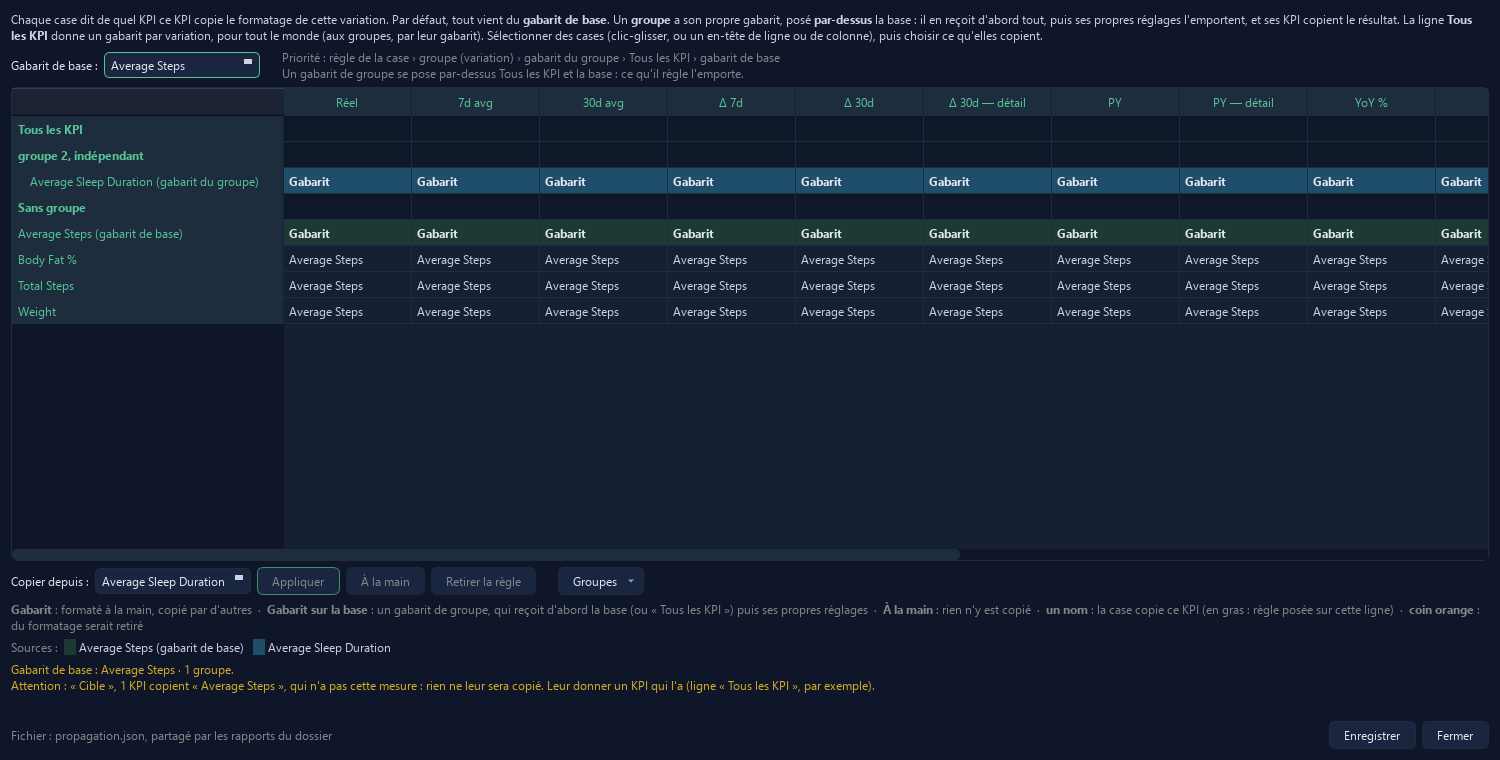 Chaque case dit de quel KPI ce KPI copie le formatage de cette variation. Par défaut, tout vient du gabarit de base. Un groupe a son propre gabarit, posé par-dessus la base : il en reçoit d'abord tout, puis ses propres réglages l'emportent, et ses KPI copient le résultat. La ligne Tous
les KPI donne un gabarit par variation, pour tout le monde (aux groupes, par leur gabarit). Sélectionner des cases (clic-glisser, ou un en-tête de ligne ou de colonne), puis choisir ce qu'elles copient.
Gabarit de base : Average Steps
Priorité : règle de la case › groupe (variation) › gabarit du groupe › Tous les KPI › gabarit de base
Un gabarit de groupe se pose par-dessus Tous les KPI et la base : ce qu'il règle l'emporte.
Réel 7d avg 30d avg Δ 7d Δ 30d Δ 30d — détail PY PY — détail YoY %
Tous les KPI
groupe 2, indépendant
Average Sleep Duration (gabarit du groupe) Gabarit Gabarit Gabarit Gabarit Gabarit Gabarit Gabarit Gabarit Gabarit Gabarit
Sans groupe
Average Steps (gabarit de base) Gabarit Gabarit Gabarit Gabarit Gabarit Gabarit Gabarit Gabarit Gabarit Gabarit
Body Fat % Average Steps Average Steps Average Steps Average Steps Average Steps Average Steps Average Steps Average Steps Average Steps Average
Total Steps Average Steps Average Steps Average Steps Average Steps Average Steps Average Steps Average Steps Average Steps Average Steps Average
Weight Average Steps Average Steps Average Steps Average Steps Average Steps Average Steps Average Steps Average Steps Average Steps Average
Copier depuis : Average Sleep Duration Appliquer À la main Retirer la règle Groupes
Gabarit : formaté à la main, copié par d'autres · Gabarit sur la base : un gabarit de groupe, qui reçoit d'abord la base (ou « Tous les KPI ») puis ses propres réglages · À la main : rien n'y est copié · un nom : la case copie ce KPI (en gras : règle posée sur cette ligne) · coin orange :
du formatage serait retiré
Sources : Average Steps (gabarit de base) Average Sleep Duration
Gabarit de base : Average Steps · 1 groupe.
Attention : « Cible », 1 KPI copient « Average Steps », qui n'a pas cette mesure : rien ne leur sera copié. Leur donner un KPI qui l'a (ligne « Tous les KPI », par exemple).
Fichier : propagation.json, partagé par les rapports du dossier
Enregistrer Fermer